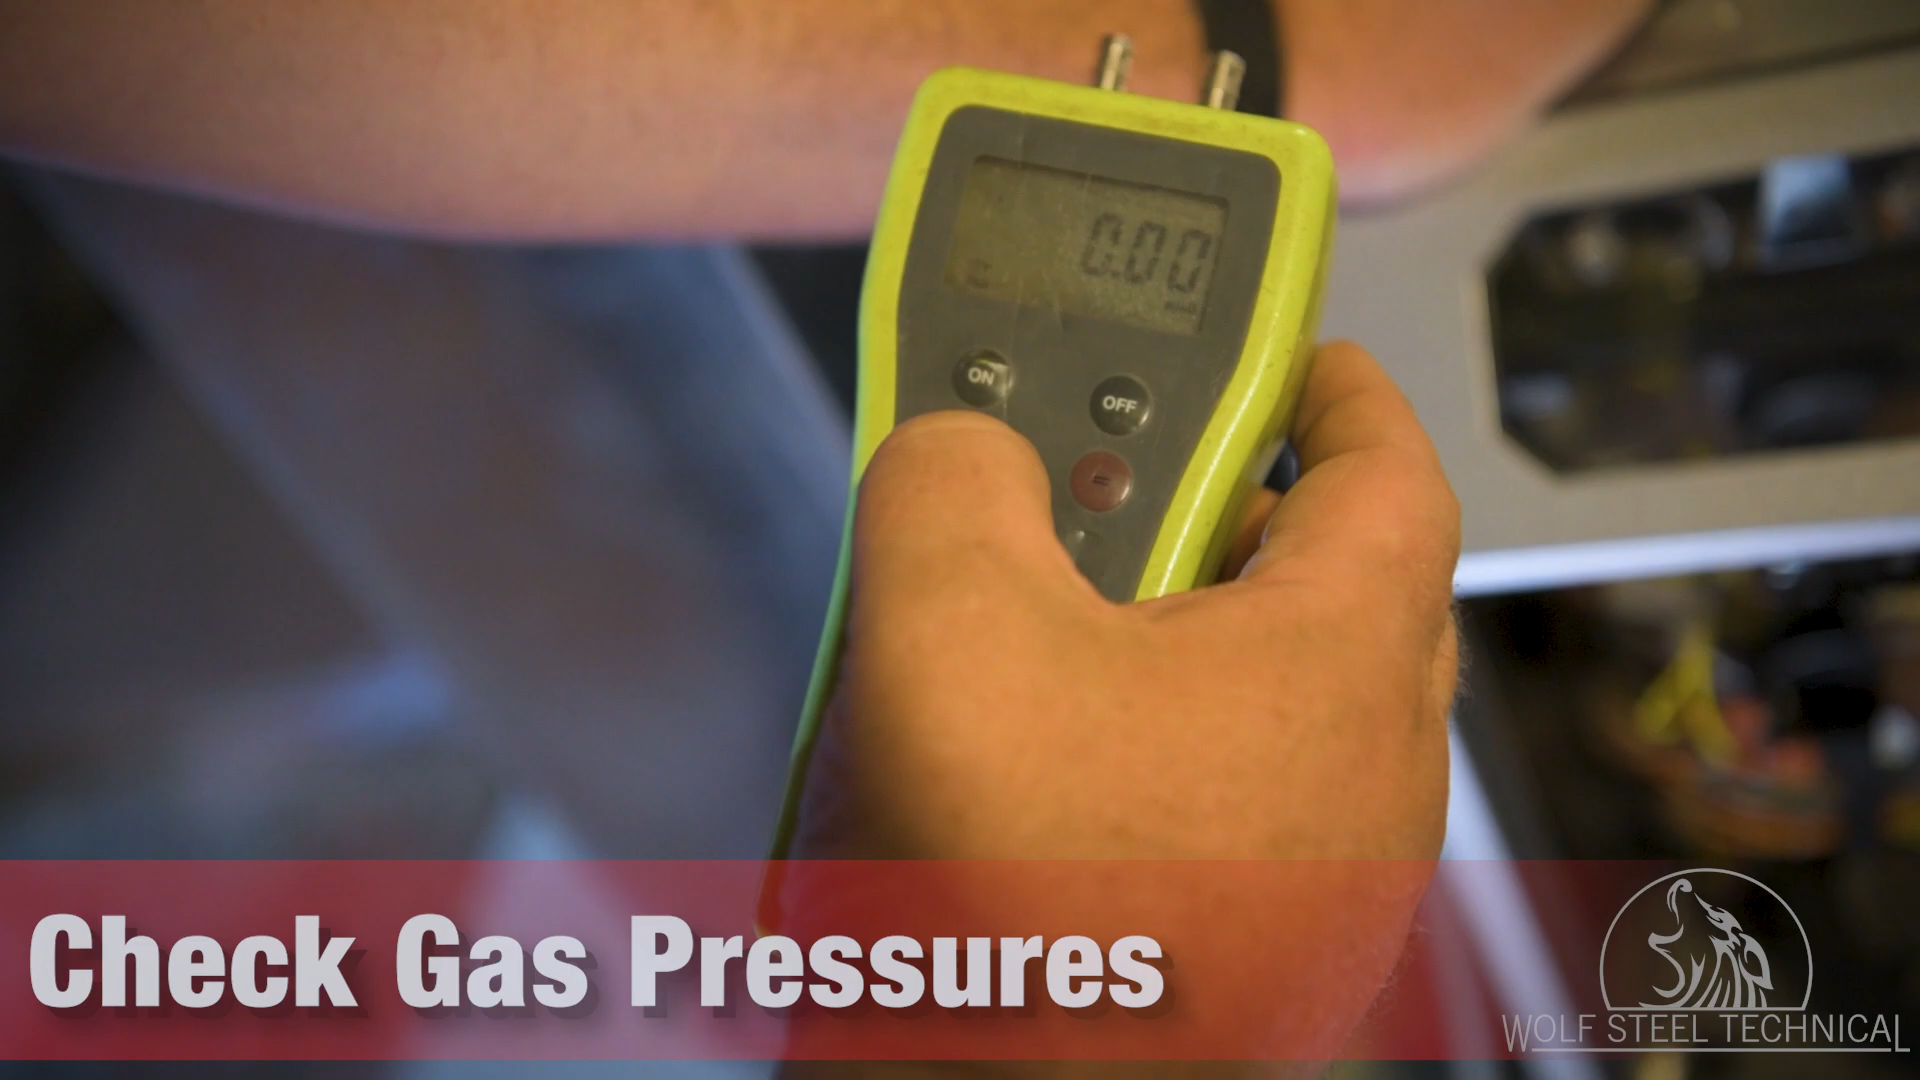 0.00
ON
OFF
=
Check Gas Pressures
WOLF STEEL TECHNICAL